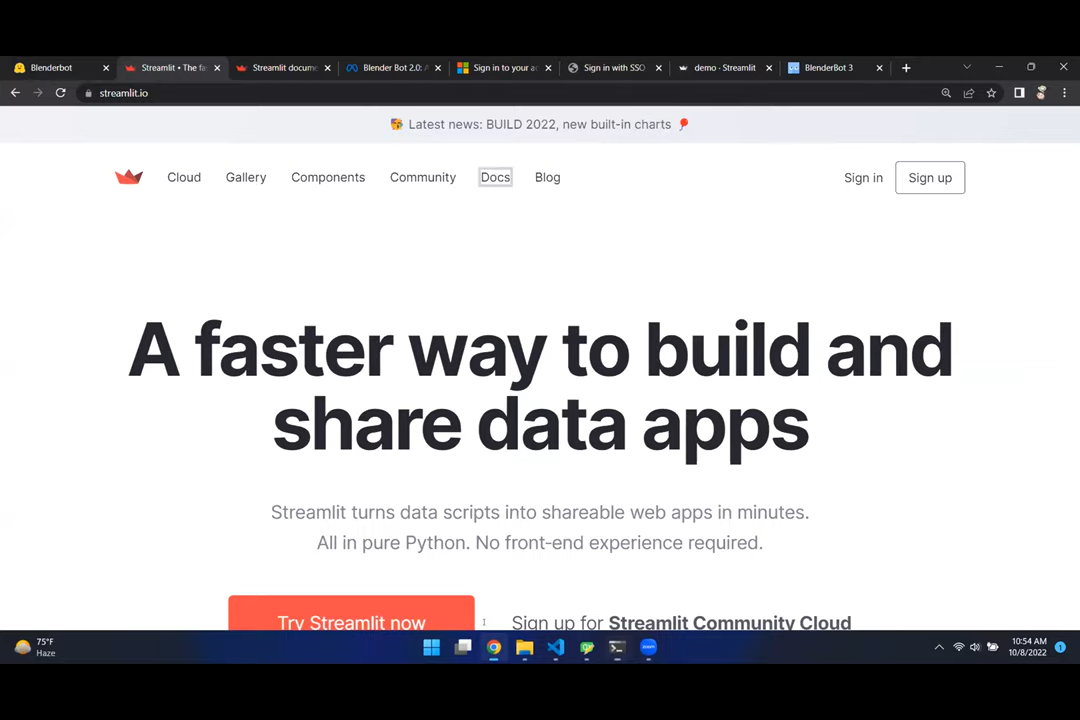 Blenderbot
Streamlit • The fa
Streamlit docume
Blender Bot 2.0: A
Sign in to your ac
Sign in with SSO
demo · Streamlit
BlenderBot 3
streamlit.io
Latest news: BUILD 2022, new built-in charts
Cloud
Gallery
Components
Community
Docs
Blog
Sign in
Sign up
A faster way to build and
share data apps
Streamlit turns data scripts into shareable web apps in minutes.
All in pure Python. No front-end experience required.
Try Streamlit now
Sign up for Streamlit Community Cloud
75°F
Haze
zoom
10:54 AM
10/8/2022
1